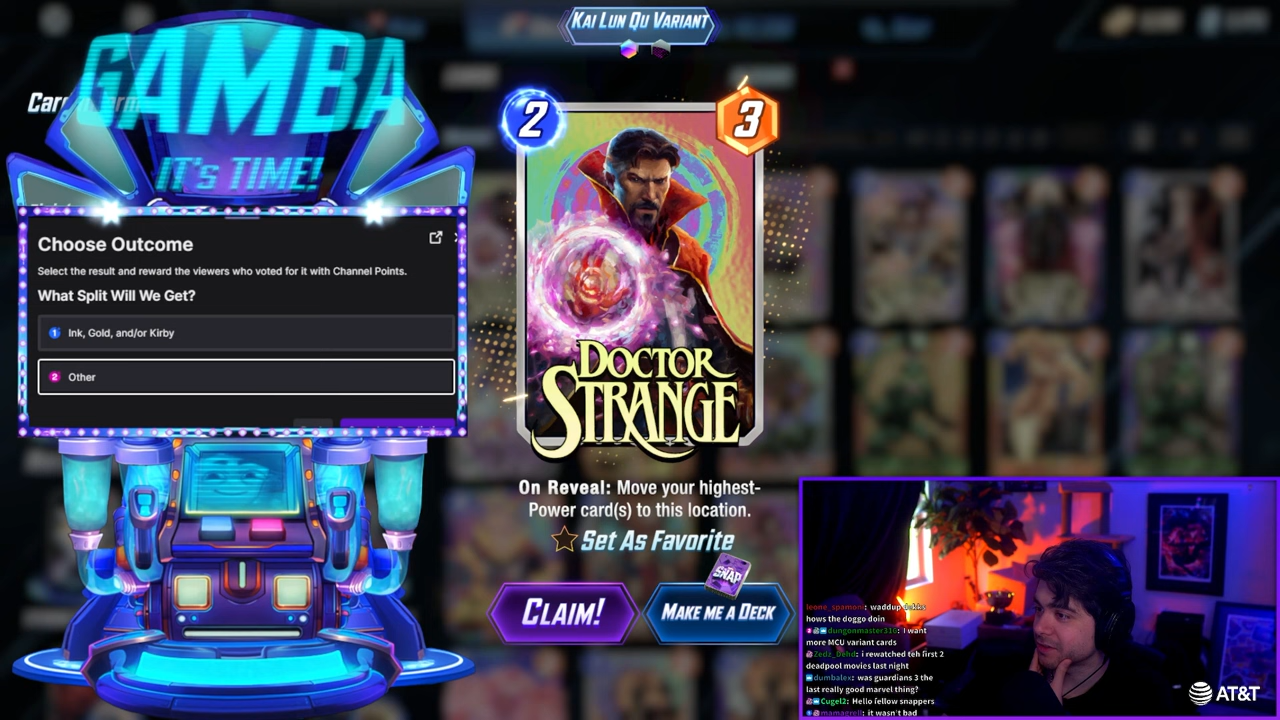 KAI LUN QU VARIANT
GAMBA
IT'S TIME!
Choose Outcome
Select the result and reward the viewers who voted for it with Channel Points.
What Split Will We Get?
1 Ink, Gold, and/or Kirby
2 Other
2
3
DOCTOR
STRANGE
On Reveal: Move your highest-
Power card(s) to this location.
SET AS FAVORITE
SNAP
CLAIM!
MAKE ME A DECK
leone_spamoni: waddup dekks
hows the doggo doin
dungonmaster316: I want
more MCU variant cards
Zedz_Dehd: i rewatched teh first 2
deadpool movies last night
dumbalex: was guardians 3 the
last really good marvel thing?
Cugel2: Hello fellow snappers
mamagrell: it wasn't bad
AT&T